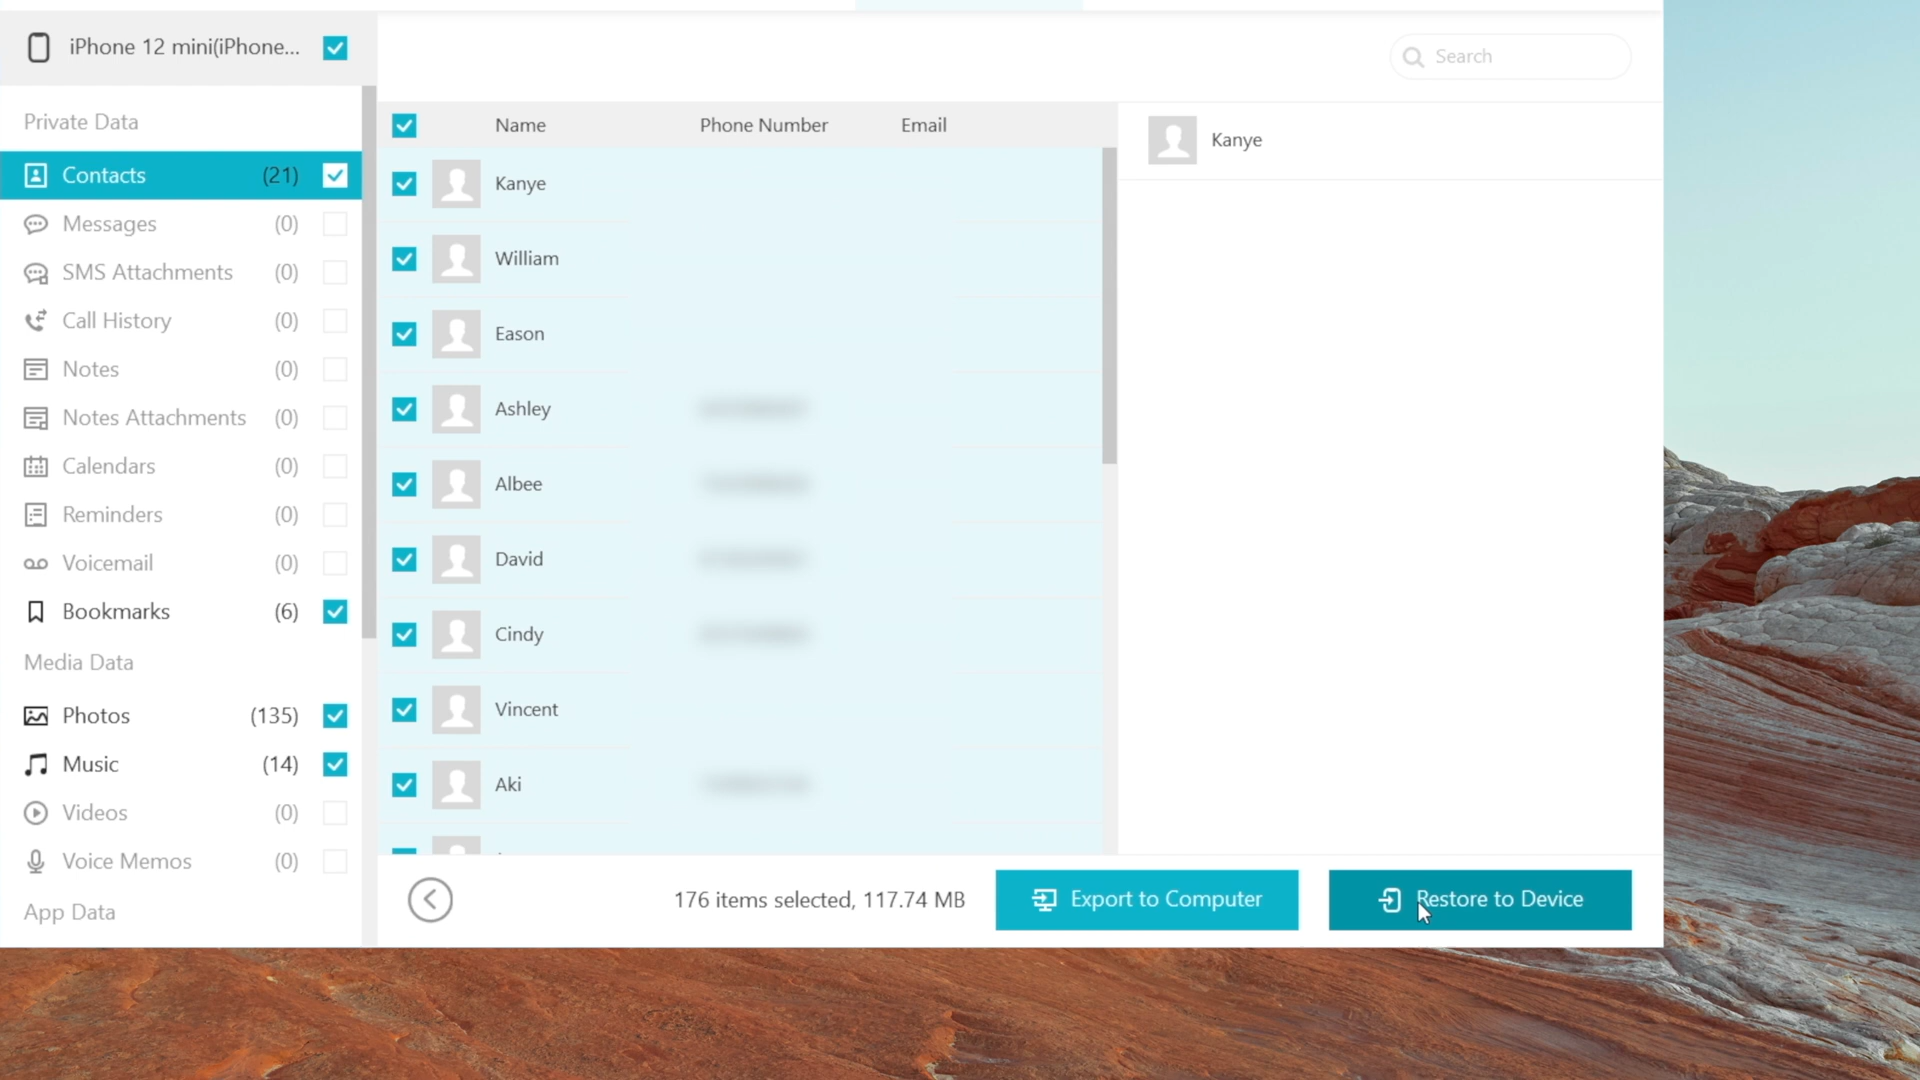 iPhone 12 mini(iPhone...
Search
Private Data
Contacts (21)
Messages (0)
SMS Attachments (0)
Call History (0)
Notes (0)
Notes Attachments (0)
Calendars (0)
Reminders (0)
Voicemail (0)
Bookmarks (6)
Media Data
Photos (135)
Music (14)
Videos (0)
Voice Memos (0)
App Data
Name Phone Number Email
Kanye
William
Eason
Ashley
Albee
David
Cindy
Vincent
Aki
Kanye
176 items selected, 117.74 MB
Export to Computer
Restore to Device